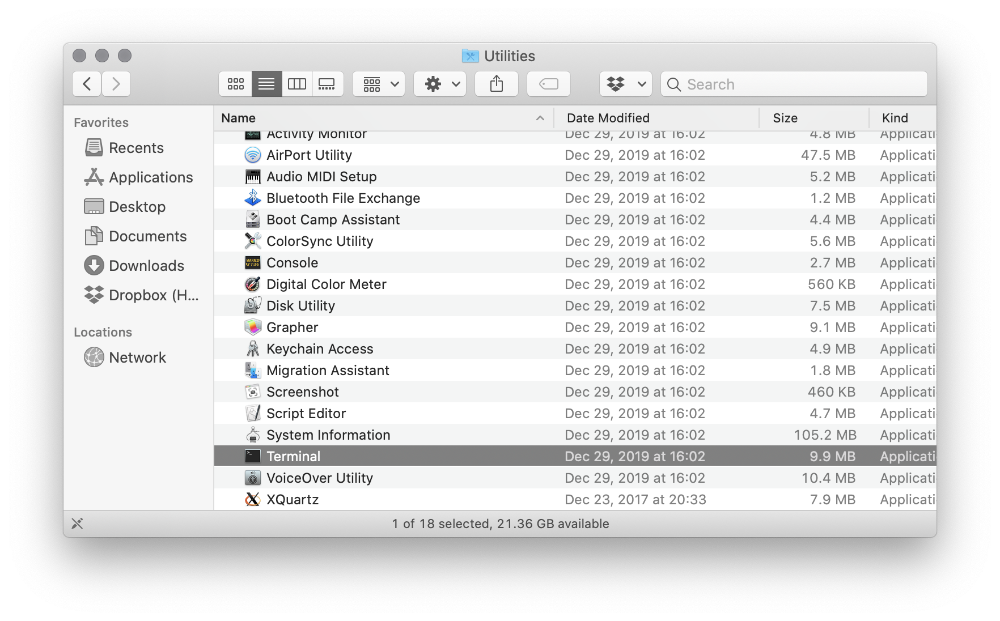 Utilities
Search
Favorites
Recents
Applications
Desktop
Documents
Downloads
Dropbox (H...
Locations
Network
Name Date Modified Size Kind
Activity Monitor Dec 29, 2019 at 16:02 4.8 MB Applicati
AirPort Utility Dec 29, 2019 at 16:02 47.5 MB Applicati
Audio MIDI Setup Dec 29, 2019 at 16:02 5.2 MB Applicati
Bluetooth File Exchange Dec 29, 2019 at 16:02 1.2 MB Applicati
Boot Camp Assistant Dec 29, 2019 at 16:02 4.4 MB Applicati
ColorSync Utility Dec 29, 2019 at 16:02 5.6 MB Applicati
Console Dec 29, 2019 at 16:02 2.7 MB Applicati
Digital Color Meter Dec 29, 2019 at 16:02 560 KB Applicati
Disk Utility Dec 29, 2019 at 16:02 7.5 MB Applicati
Grapher Dec 29, 2019 at 16:02 9.1 MB Applicati
Keychain Access Dec 29, 2019 at 16:02 4.9 MB Applicati
Migration Assistant Dec 29, 2019 at 16:02 1.8 MB Applicati
Screenshot Dec 29, 2019 at 16:02 460 KB Applicati
Script Editor Dec 29, 2019 at 16:02 4.7 MB Applicati
System Information Dec 29, 2019 at 16:02 105.2 MB Applicati
Terminal Dec 29, 2019 at 16:02 9.9 MB Applicati
VoiceOver Utility Dec 29, 2019 at 16:02 10.4 MB Applicati
XQuartz Dec 23, 2017 at 20:33 7.9 MB Applicati
1 of 18 selected, 21.36 GB available